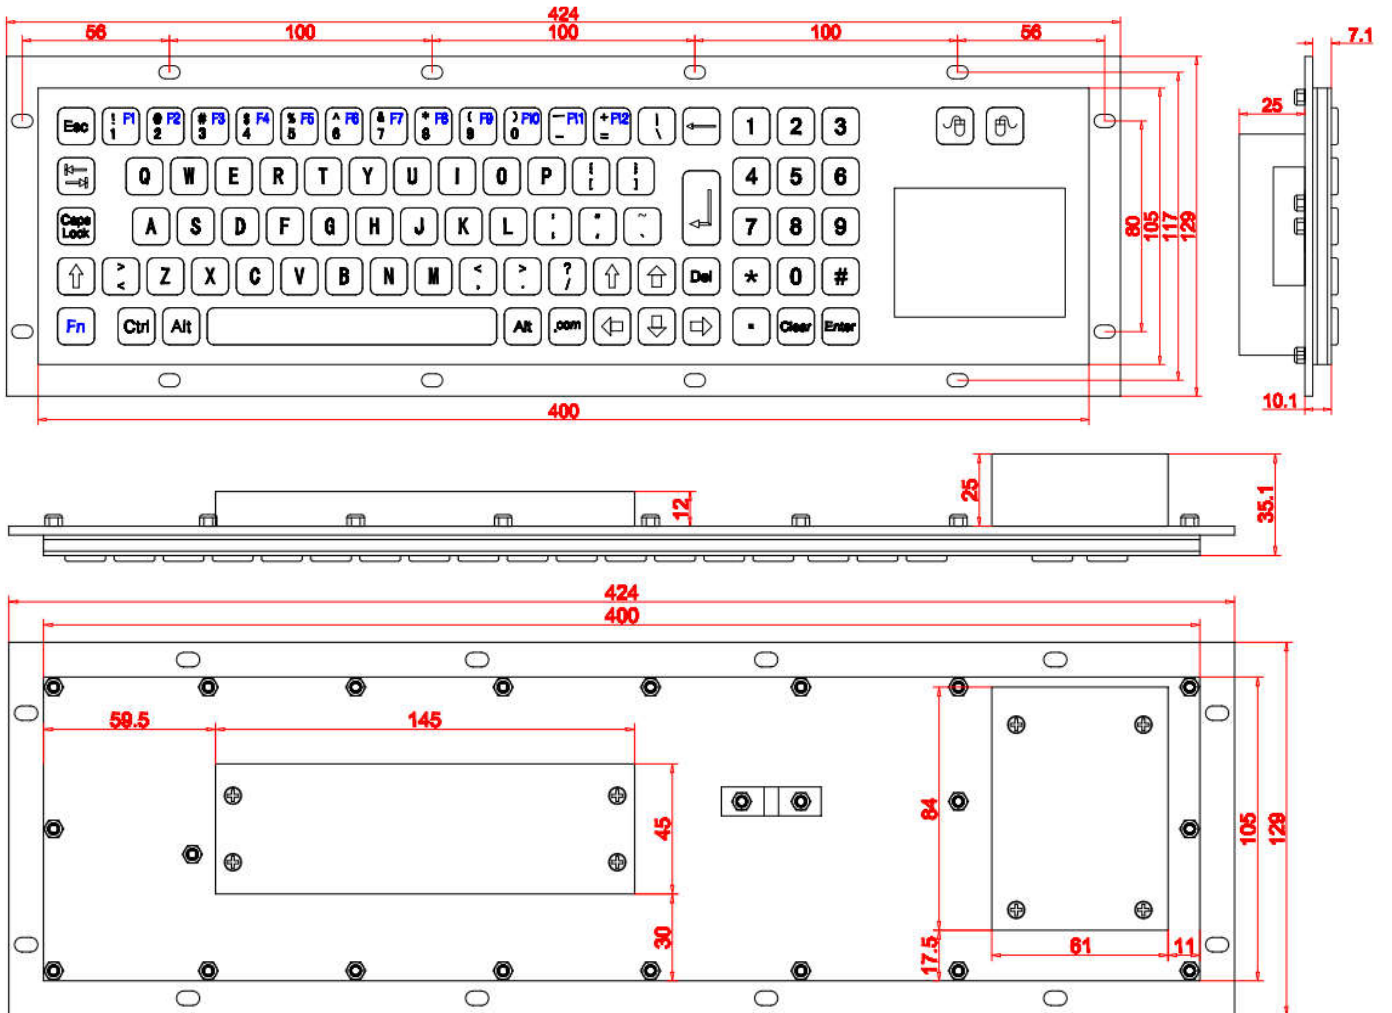 424
56 100 100 100 56
7.1
25
Esc ! 1 F1 @ 2 F2 # 3 F3 $ 4 F4 % 5 F5 ^ 6 F6 & 7 F7 * 8 F8 ( 9 F9 ) 0 F10 — - F11 + = F12 | \ 1 2 3
Q W E R T Y U I O P { [ } ] 4 5 6
Caps Lock A S D F G H J K L : ; " , ~ ` 7 8 9
> < Z X C V B N M < , > . ? / Del * 0 #
Fn Ctrl Alt Alt .com . Clear Enter
80 105 117 129
400
10.1
12 25 35.1
424
400
59.5 145
45 84 105 129
30 17.5 61 11